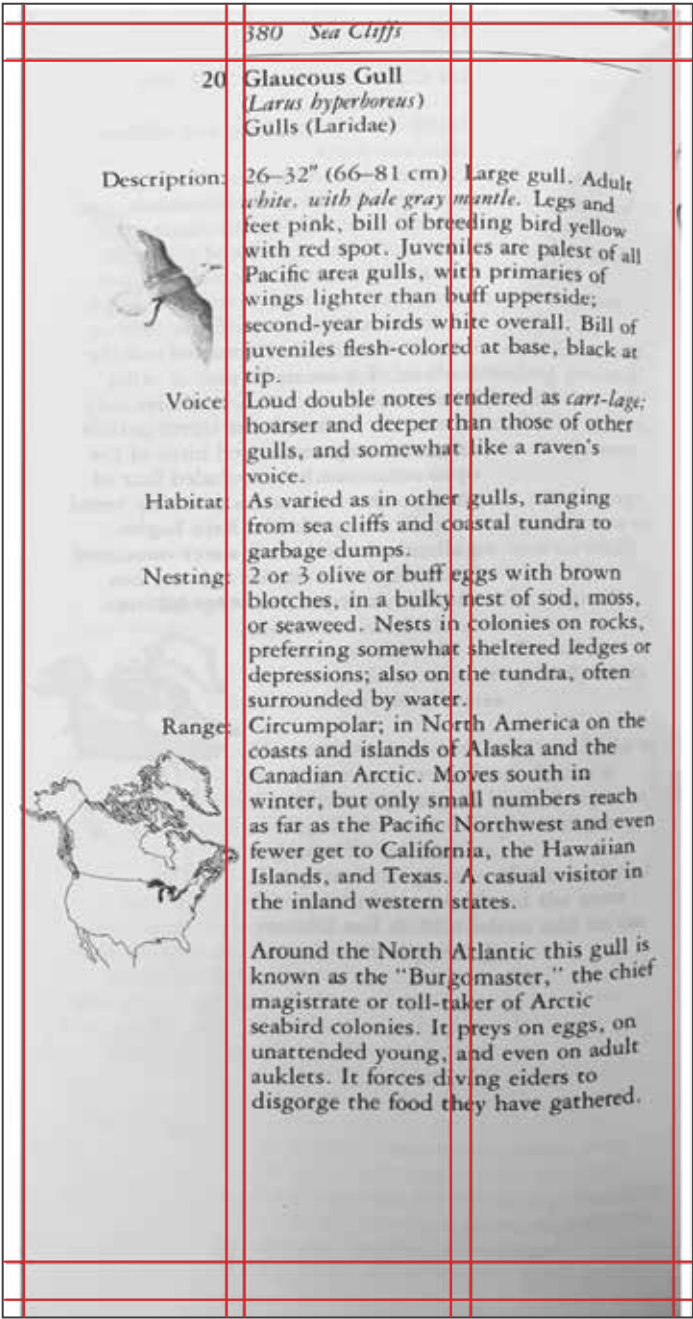 380 Sea Cliffs
20 Glaucous Gull
(Larus hyperboreus)
Gulls (Laridae)
Description: 26–32" (66–81 cm). Large gull. Adult
white, with pale gray mantle. Legs and
feet pink, bill of breeding bird yellow
with red spot. Juveniles are palest of all
Pacific area gulls, with primaries of
wings lighter than buff upperside;
second-year birds white overall. Bill of
juveniles flesh-colored at base, black at
tip.
Voice: Loud double notes rendered as cart-lage;
hoarser and deeper than those of other
gulls, and somewhat like a raven's
voice.
Habitat: As varied as in other gulls, ranging
from sea cliffs and coastal tundra to
garbage dumps.
Nesting: 2 or 3 olive or buff eggs with brown
blotches, in a bulky nest of sod, moss,
or seaweed. Nests in colonies on rocks,
preferring somewhat sheltered ledges or
depressions; also on the tundra, often
surrounded by water.
Range: Circumpolar; in North America on the
coasts and islands of Alaska and the
Canadian Arctic. Moves south in
winter, but only small numbers reach
as far as the Pacific Northwest and even
fewer get to California, the Hawaiian
Islands, and Texas. A casual visitor in
the inland western states.
Around the North Atlantic this gull is
known as the "Burgomaster," the chief
magistrate or toll-taker of Arctic
seabird colonies. It preys on eggs, on
unattended young, and even on adult
auklets. It forces diving eiders to
disgorge the food they have gathered.